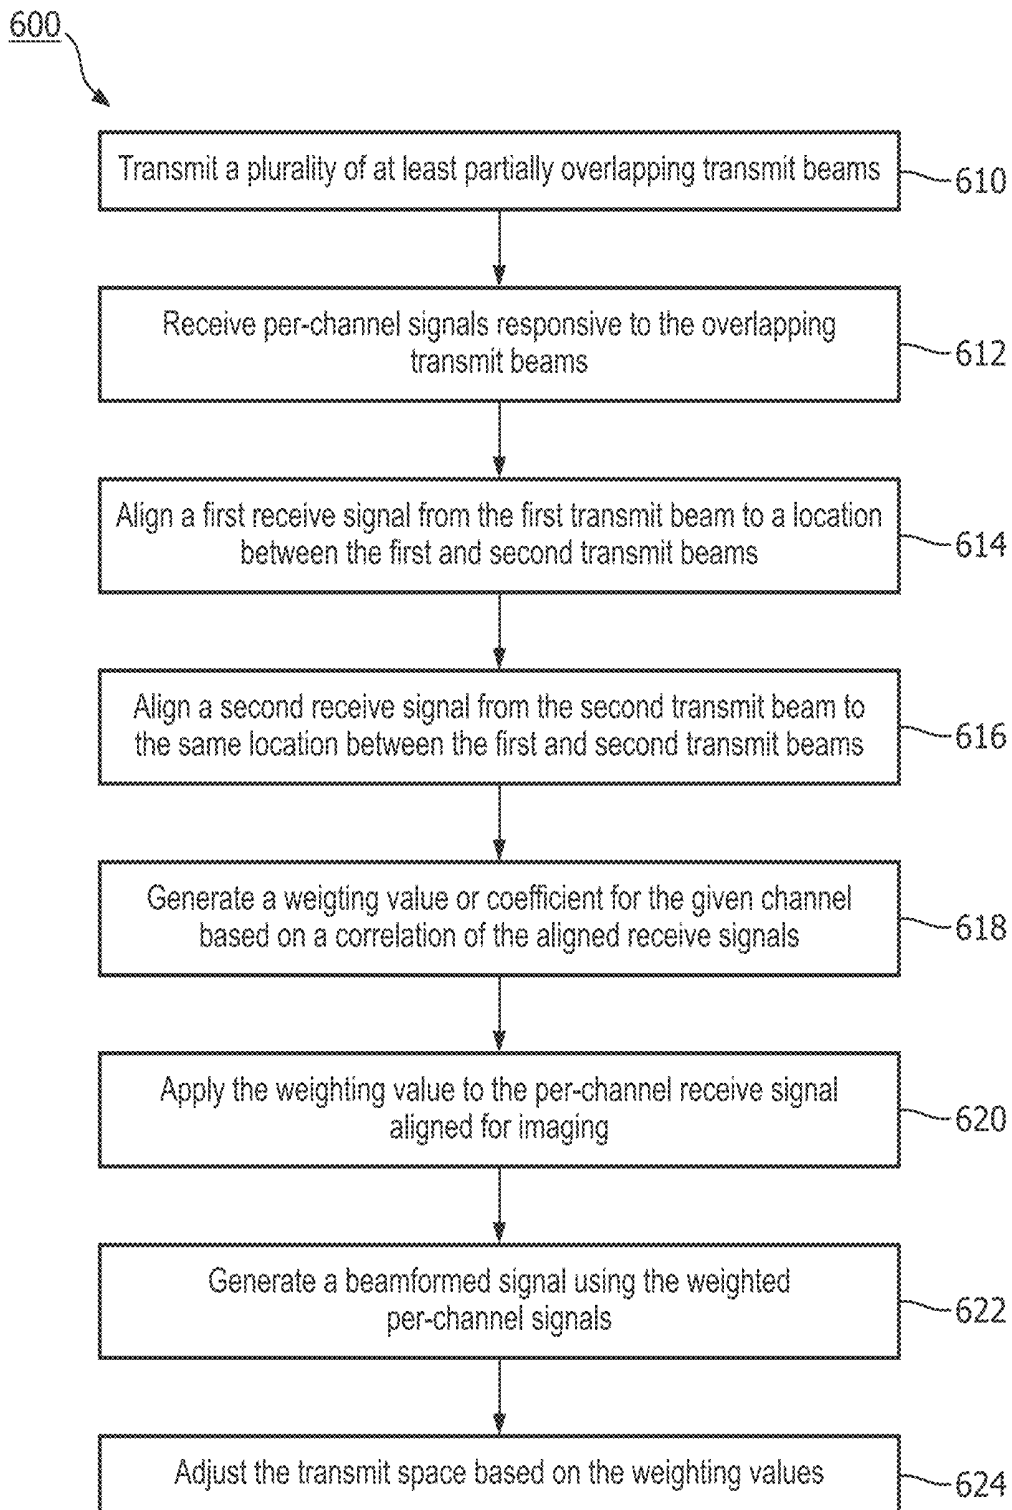 600
Transmit a plurality of at least partially overlapping transmit beams
610
Receive per-channel signals responsive to the overlapping
transmit beams
612
Align a first receive signal from the first transmit beam to a location
between the first and second transmit beams
614
Align a second receive signal from the second transmit beam to
the same location between the first and second transmit beams
616
Generate a weigting value or coefficient for the given channel
based on a correlation of the aligned receive signals
618
Apply the weighting value to the per-channel receive signal
aligned for imaging
620
Generate a beamformed signal using the weighted
per-channel signals
622
Adjust the transmit space based on the weighting values
624